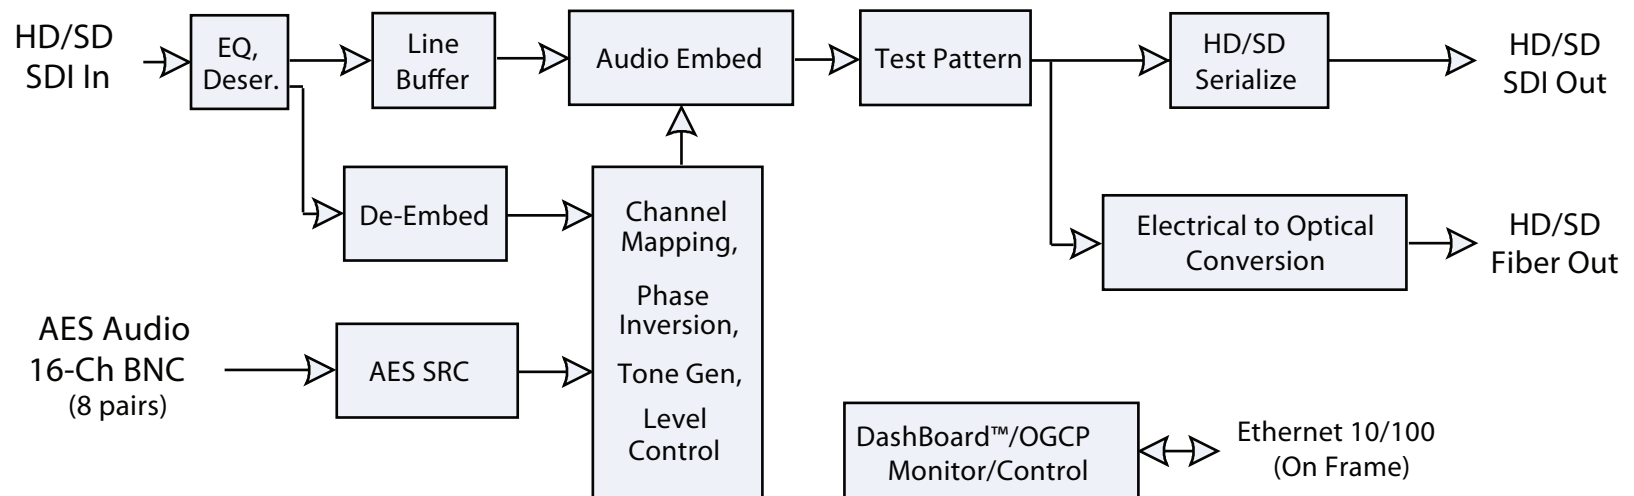 HD/SD
SDI In
EQ,
Deser.
Line
Buffer
Audio Embed
Test Pattern
HD/SD
Serialize
HD/SD
SDI Out
De-Embed
Channel
Mapping,
Phase
Inversion,
Tone Gen,
Level
Control
Electrical to Optical
Conversion
HD/SD
Fiber Out
AES Audio
16-Ch BNC
(8 pairs)
AES SRC
DashBoard™/OGCP
Monitor/Control
Ethernet 10/100
(On Frame)